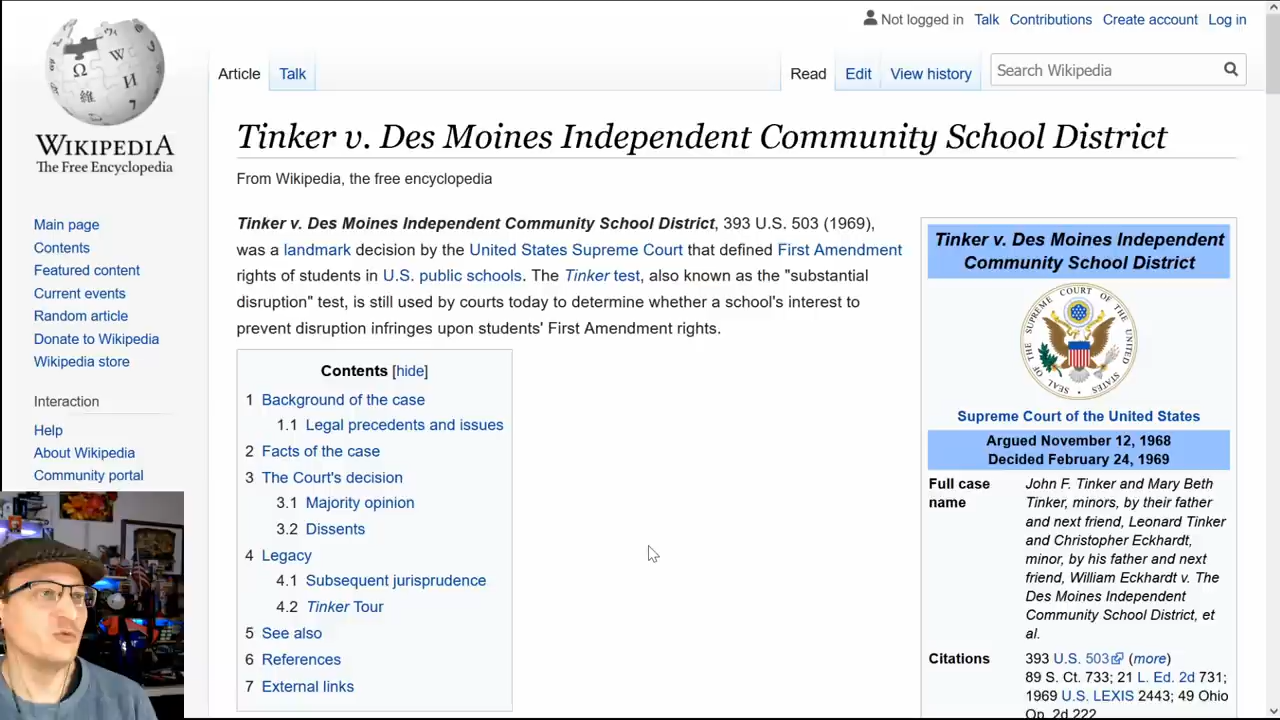 Not logged in Talk Contributions Create account Log in
Article Talk Read Edit View history Search Wikipedia
WIKIPEDIA
The Free Encyclopedia
Main page
Contents
Featured content
Current events
Random article
Donate to Wikipedia
Wikipedia store
Interaction
Help
About Wikipedia
Community portal
Tinker v. Des Moines Independent Community School District
From Wikipedia, the free encyclopedia
Tinker v. Des Moines Independent Community School District, 393 U.S. 503 (1969),
was a landmark decision by the United States Supreme Court that defined First Amendment
rights of students in U.S. public schools. The Tinker test, also known as the "substantial
disruption" test, is still used by courts today to determine whether a school's interest to
prevent disruption infringes upon students' First Amendment rights.
Contents [hide]
1 Background of the case
1.1 Legal precedents and issues
2 Facts of the case
3 The Court's decision
3.1 Majority opinion
3.2 Dissents
4 Legacy
4.1 Subsequent jurisprudence
4.2 Tinker Tour
5 See also
6 References
7 External links
Tinker v. Des Moines Independent
Community School District
SEAL OF THE SUPREME COURT OF THE UNITED STATES
Supreme Court of the United States
Argued November 12, 1968
Decided February 24, 1969
Full case name
John F. Tinker and Mary Beth
Tinker, minors, by their father
and next friend, Leonard Tinker
and Christopher Eckhardt,
minor, by his father and next
friend, William Eckhardt v. The
Des Moines Independent
Community School District, et
al.
Citations 393 U.S. 503 (more)
89 S. Ct. 733; 21 L. Ed. 2d 731;
1969 U.S. LEXIS 2443; 49 Ohio
Op. 2d 222